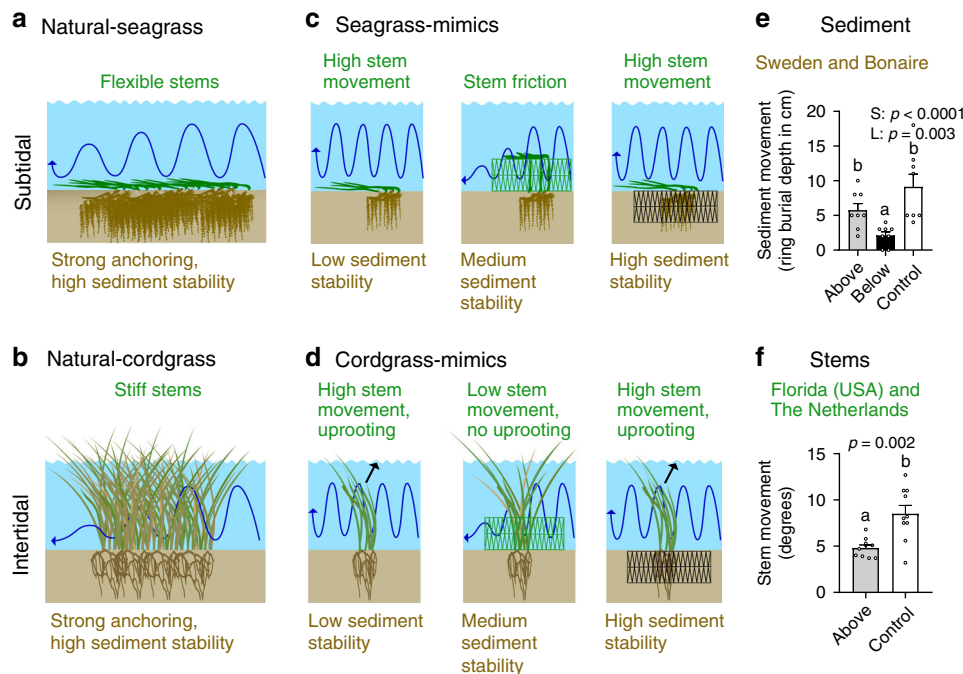 a Natural-seagrass
Flexible stems
Subtidal
Strong anchoring,
high sediment stability
c Seagrass-mimics
High stem
movement
Stem friction
High stem
movement
Low sediment
stability
Medium
sediment
stability
High sediment
stability
e Sediment
Sweden and Bonaire
S: p < 0.0001
L: p = 0.003
Sediment movement
(ring burial depth in cm)
20
15
10
5
0
b
a
b
Above
Below
Control
b Natural-cordgrass
Stiff stems
Intertidal
Strong anchoring,
high sediment stability
d Cordgrass-mimics
High stem
movement,
uprooting
Low stem
movement,
no uprooting
High stem
movement,
uprooting
Low sediment
stability
Medium
sediment
stability
High sediment
stability
f Stems
Florida (USA) and
The Netherlands
p = 0.002
Stem movement
(degrees)
15
10
5
0
a
b
Above
Control